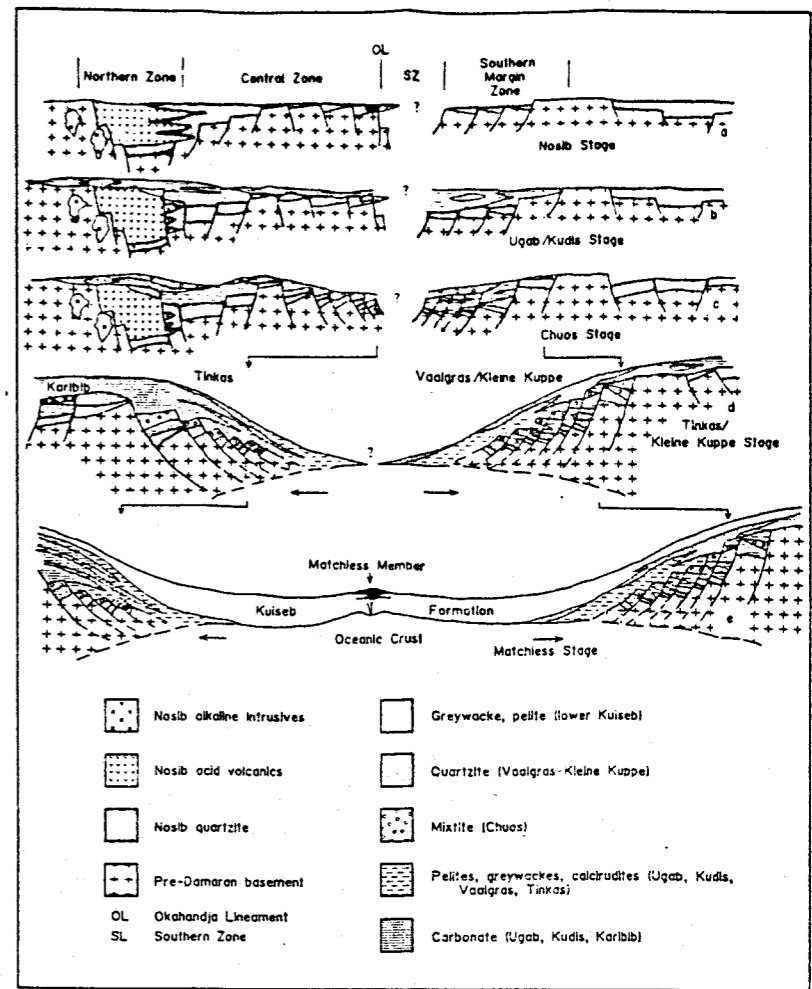 OL
Northern Zone
Central Zone
SZ
Southern
Margin
Zone
?
a
Nosib Stage
?
b
Ugab/Kudis Stage
?
c
Chuos Stage
Tinkas
Vaalgras/Kleine Kuppe
Karibib
d
Tinkas/
Kleine Kuppe Stage
?
Matchless Member
Kuiseb
Formation
e
Oceanic Crust
Matchless Stage
Nosib alkaline intrusives
Nosib acid volcanics
Nosib quartzite
Pre-Damaran basement
OL Okahandja Lineament
SL Southern Zone
Greywacke, pelite (lower Kuiseb)
Quartzite (Vaalgras-Kleine Kuppe)
Mixtite (Chuos)
Pelites, greywackes, calcirudites (Ugab, Kudis,
Vaalgras, Tinkas)
Carbonate (Ugab, Kudis, Karibib)